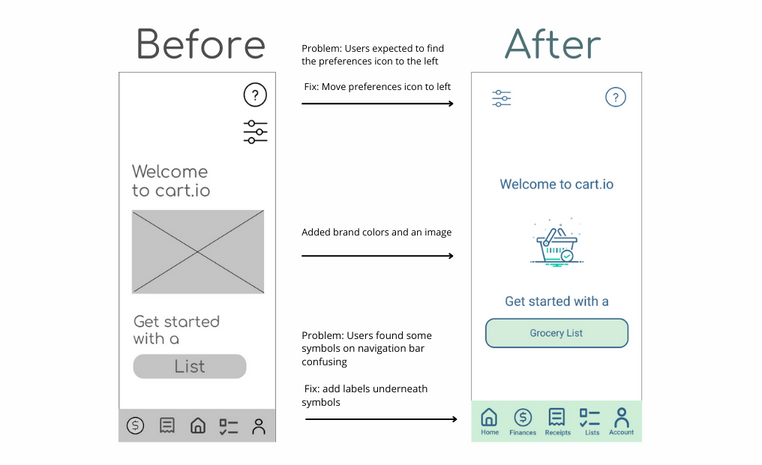 Before
After
Problem: Users expected to find
the preferences icon to the left
Fix: Move preferences icon to left
?
?
Welcome
to cart.io
Welcome to cart.io
Added brand colors and an image
Get started
with a
List
Get started with a
Grocery List
Problem: Users found some
symbols on navigation bar
confusing
Fix: add labels underneath
symbols
$
$
Home Finances Receipts Lists Account